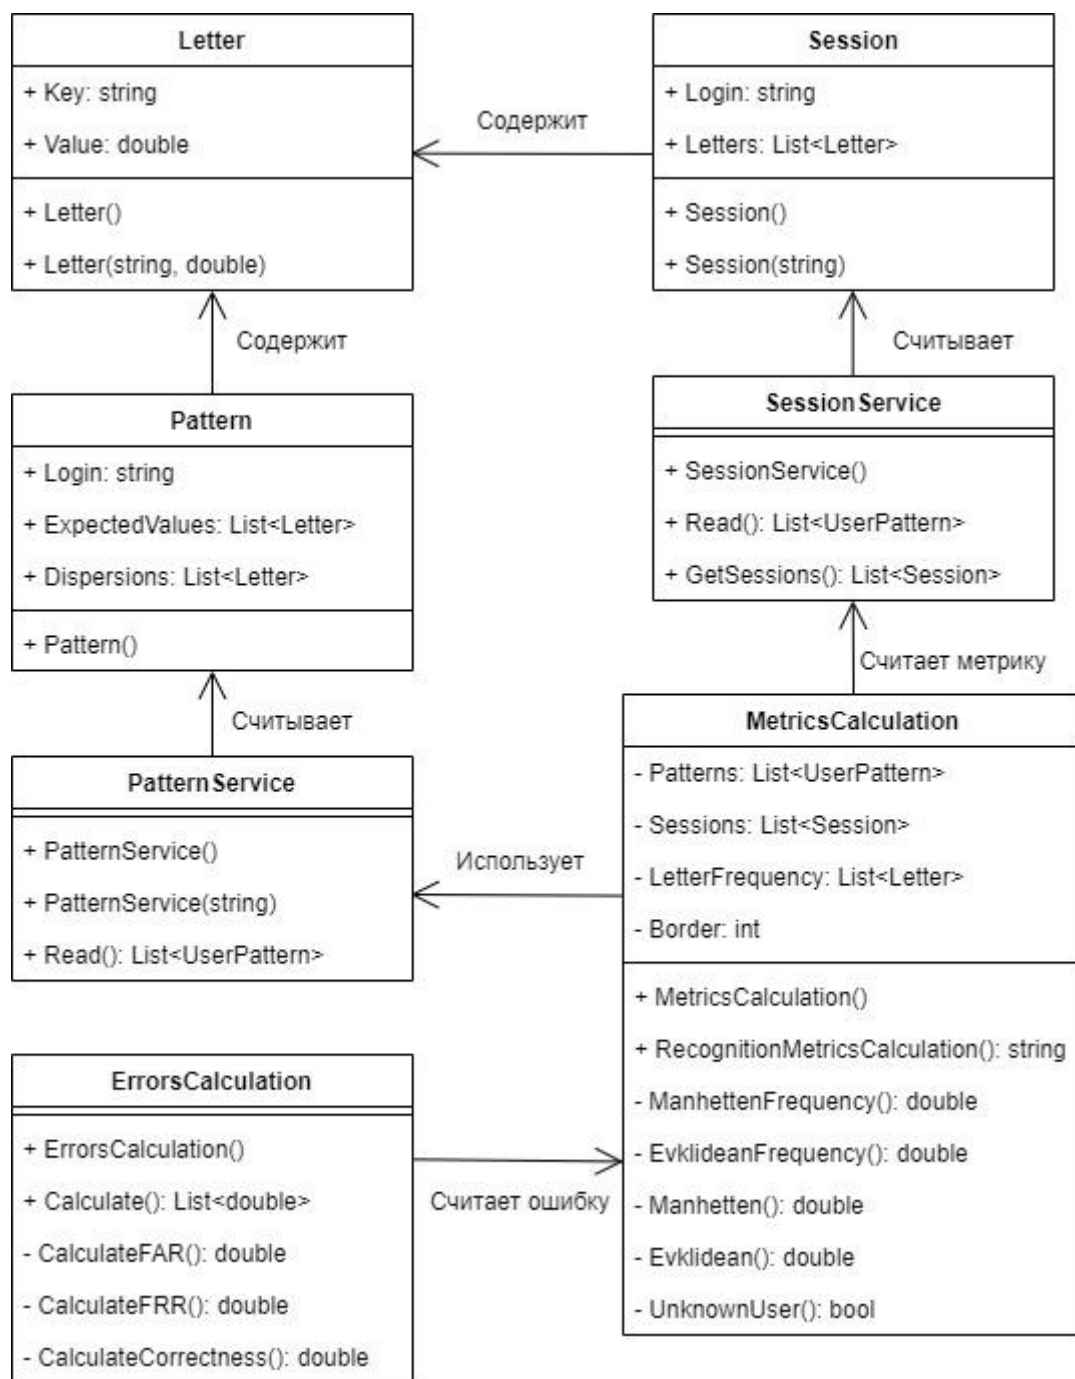 Letter
+ Key: string
+ Value: double
+ Letter()
+ Letter(string, double)
Содержит
Session
+ Login: string
+ Letters: List<Letter>
+ Session()
+ Session(string)
Содержит
Считывает
Pattern
+ Login: string
+ ExpectedValues: List<Letter>
+ Dispersions: List<Letter>
+ Pattern()
SessionService
+ SessionService()
+ Read(): List<UserPattern>
+ GetSessions(): List<Session>
Считывает
Считает метрику
PatternService
+ PatternService()
+ PatternService(string)
+ Read(): List<UserPattern>
Использует
MetricsCalculation
- Patterns: List<UserPattern>
- Sessions: List<Session>
- LetterFrequency: List<Letter>
- Border: int
+ MetricsCalculation()
+ RecognitionMetricsCalculation(): string
- ManhettenFrequency(): double
- EvklideanFrequency(): double
- Manhetten(): double
- Evklidean(): double
- UnknownUser(): bool
ErrorsCalculation
+ ErrorsCalculation()
+ Calculate(): List<double>
- CalculateFAR(): double
- CalculateFRR(): double
- CalculateCorrectness(): double
Считает ошибку